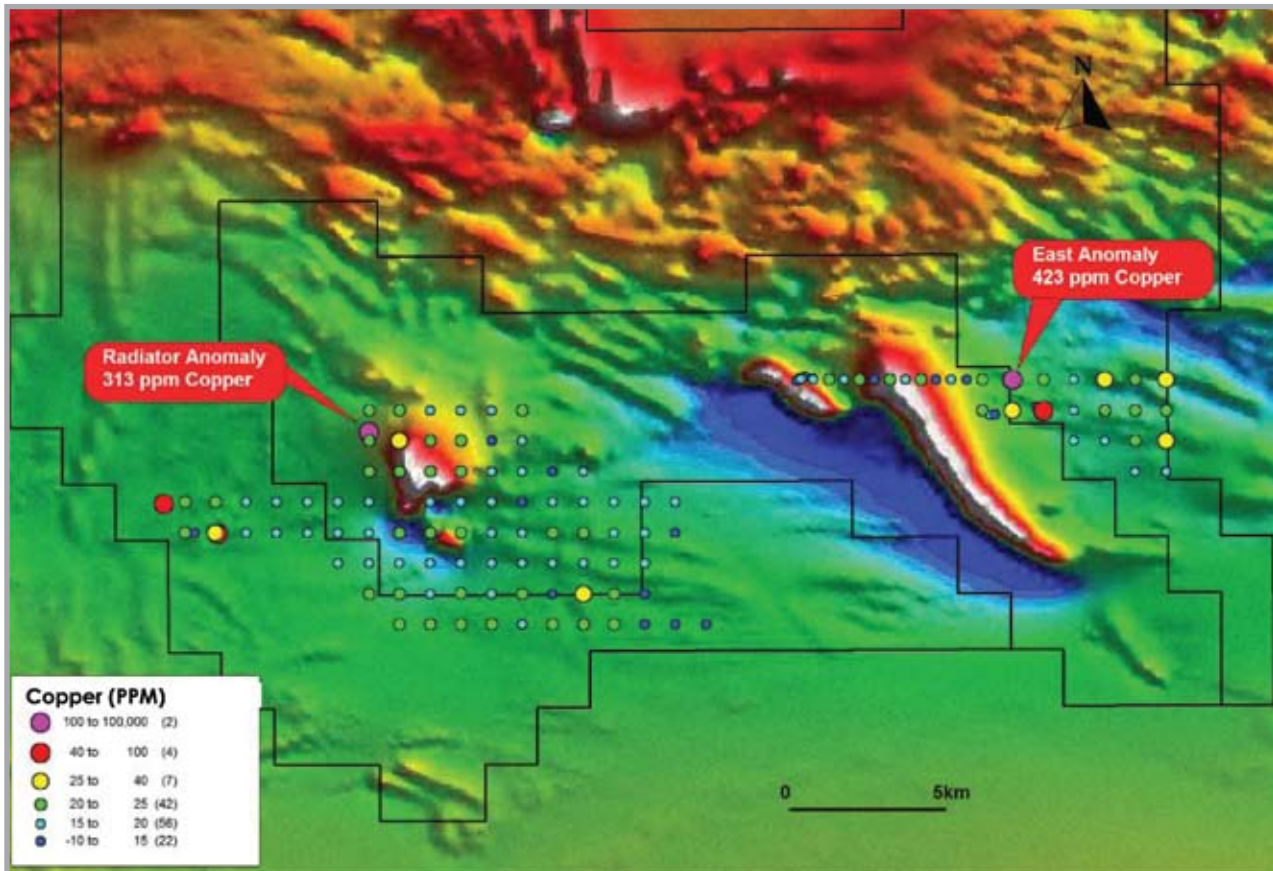 N
East Anomaly
423 ppm Copper
Radiator Anomaly
313 ppm Copper
Copper (PPM)
100 to 100,000 (2)
40 to 100 (4)
25 to 40 (7)
20 to 25 (42)
15 to 20 (56)
-10 to 15 (22)
0 5km